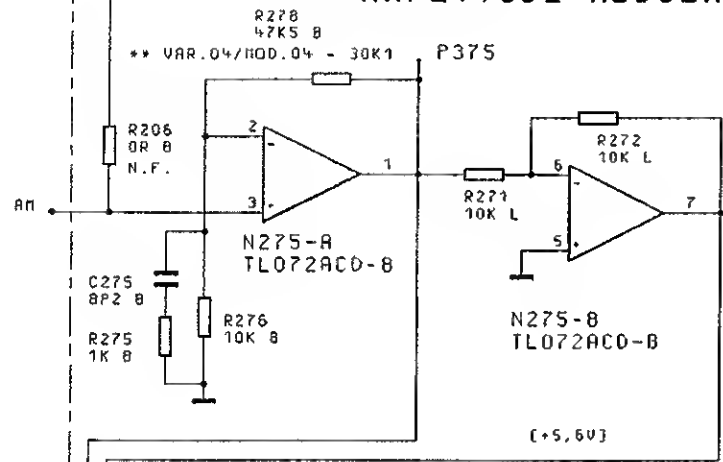 R278
47K5 B
** VAR.04/MOD.04 - 30K1
P375
R206
0R B
N.F.
2
-
1
3
+
AM
N275-A
TL072ACD-B
C275
8P2 B
R275
1K B
R276
10K B
R272
10K L
R271
10K L
6
-
7
5
+
N275-B
TL072ACD-B
[+5,6V]